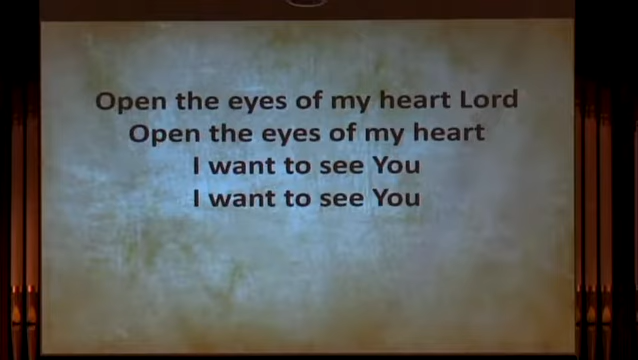 Open the eyes of my heart Lord
Open the eyes of my heart
I want to see You
I want to see You